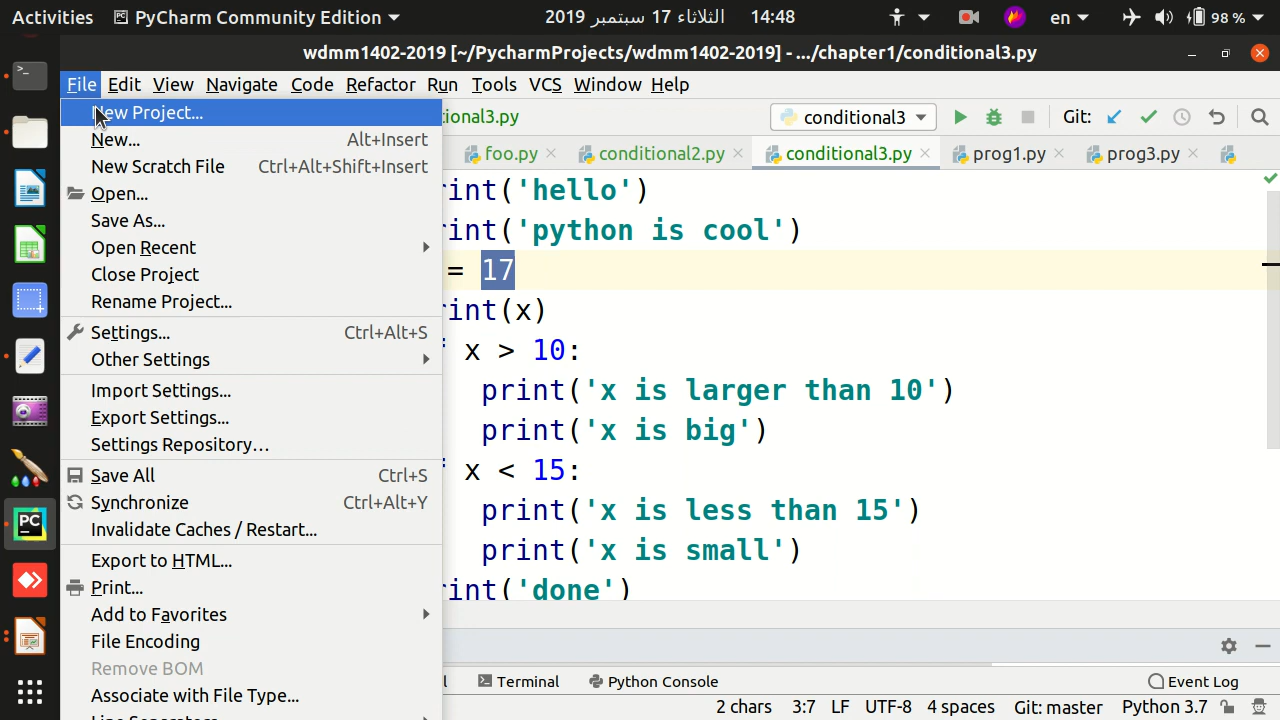 Activities PyCharm Community Edition 2019 الثلاثاء 17 سبتمبر 14:48 en 98 %
wdmm1402-2019 [~/PycharmProjects/wdmm1402-2019] - .../chapter1/conditional3.py
File Edit View Navigate Code Refactor Run Tools VCS Window Help
New Project...
ional3.py conditional3 Git:
New... Alt+Insert
foo.py conditional2.py conditional3.py prog1.py prog3.py
New Scratch File Ctrl+Alt+Shift+Insert
Open...
Save As...
Open Recent
Close Project
Rename Project...
Settings... Ctrl+Alt+S
Other Settings
Import Settings...
Export Settings...
Settings Repository...
Save All Ctrl+S
Synchronize Ctrl+Alt+Y
Invalidate Caches / Restart...
Export to HTML...
Print...
Add to Favorites
File Encoding
Remove BOM
Associate with File Type...
rint('hello')
rint('python is cool')
= 17
rint(x)
x > 10:
print('x is larger than 10')
print('x is big')
x < 15:
print('x is less than 15')
print('x is small')
rint('done')
Terminal Python Console Event Log
2 chars 3:7 LF UTF-8 4 spaces Git: master Python 3.7